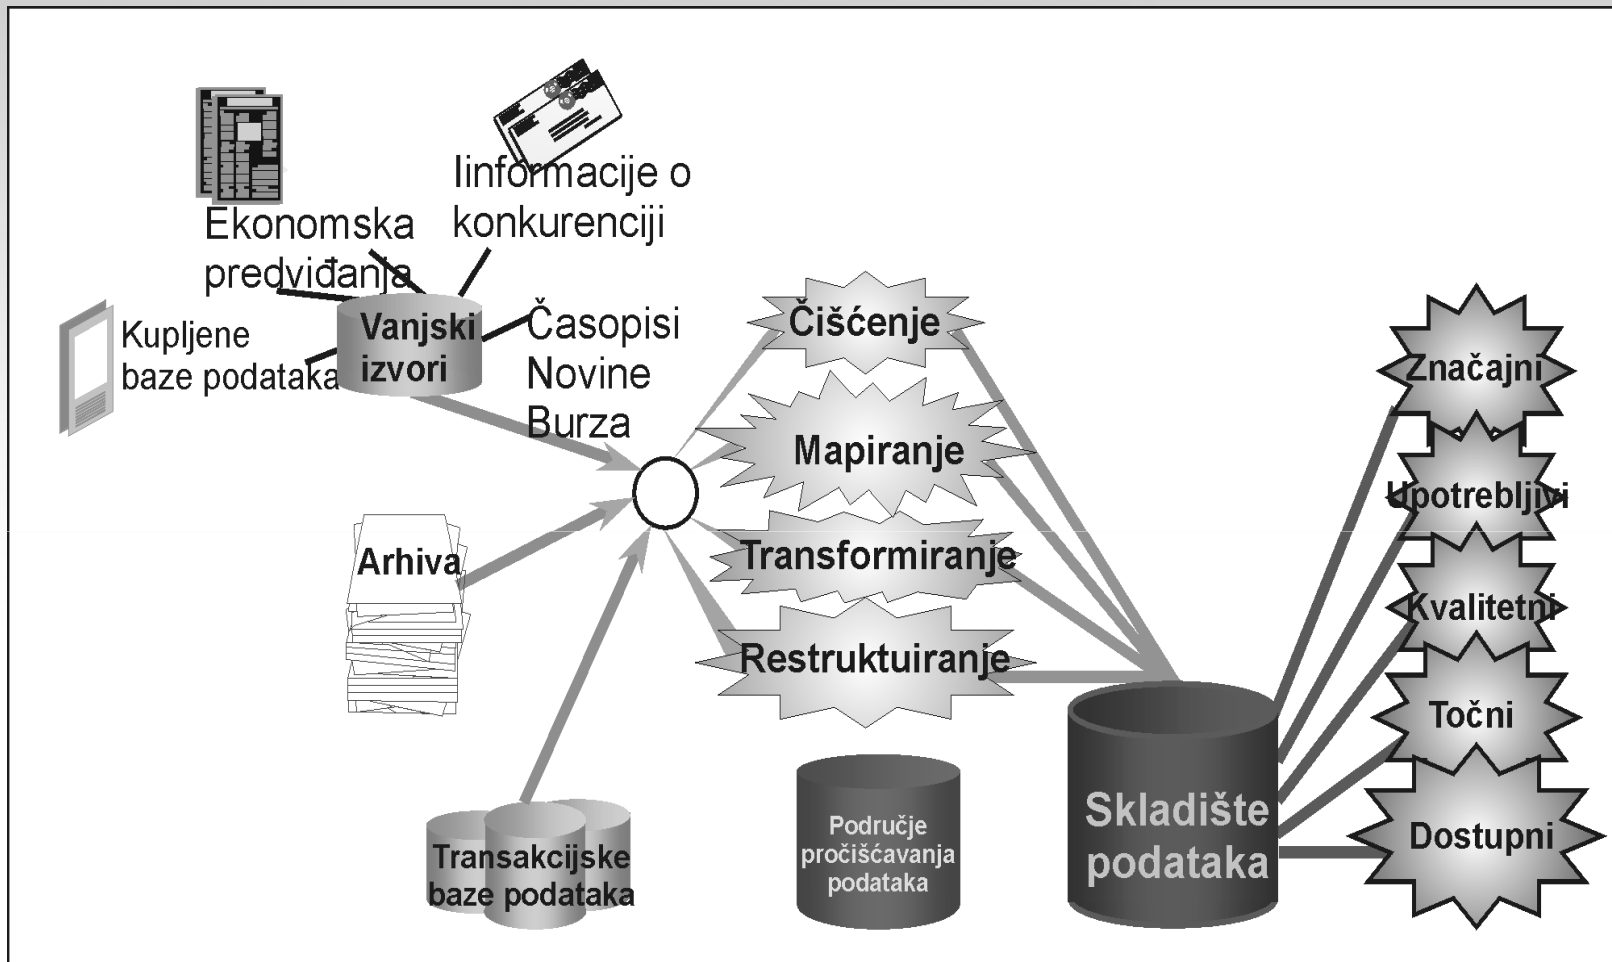 Iinformacije o
konkurenciji
Ekonomska
predviđanja
Kupljene
baze podataka
Vanjski
izvori
Časopisi
Novine
Burza
Arhiva
Transakcijske
baze podataka
Čišćenje
Mapiranje
Transformiranje
Restruktuiranje
Područje
pročišćavanja
podataka
Skladište
podataka
Značajni
Upotrebljivi
Kvalitetni
Točni
Dostupni